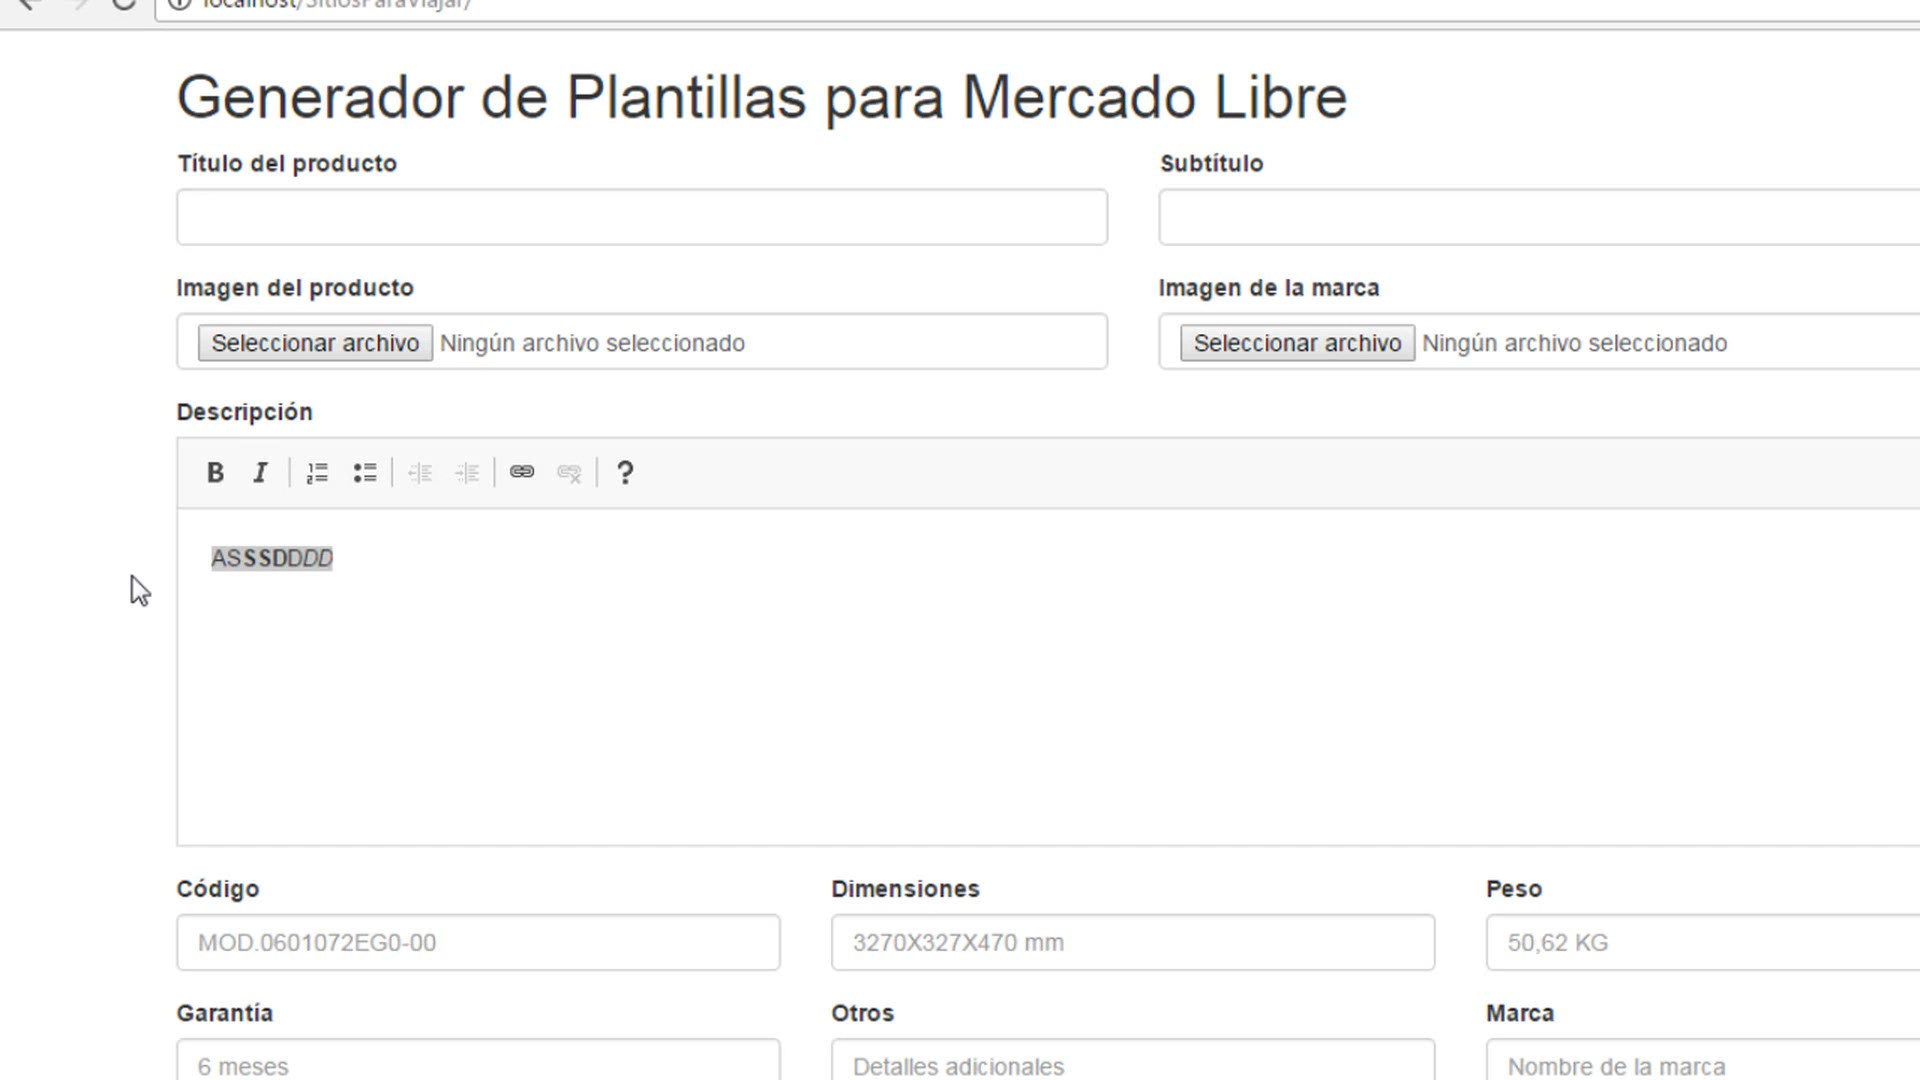 localhost/SitiosParaViajar/
Generador de Plantillas para Mercado Libre
Título del producto
Subtítulo
Imagen del producto
Imagen de la marca
Seleccionar archivo Ningún archivo seleccionado
Seleccionar archivo Ningún archivo seleccionado
Descripción
B I ?
ASSSDDDD
Código
Dimensiones
Peso
MOD.0601072EG0-00
3270X327X470 mm
50,62 KG
Garantía
Otros
Marca
6 meses
Detalles adicionales
Nombre de la marca